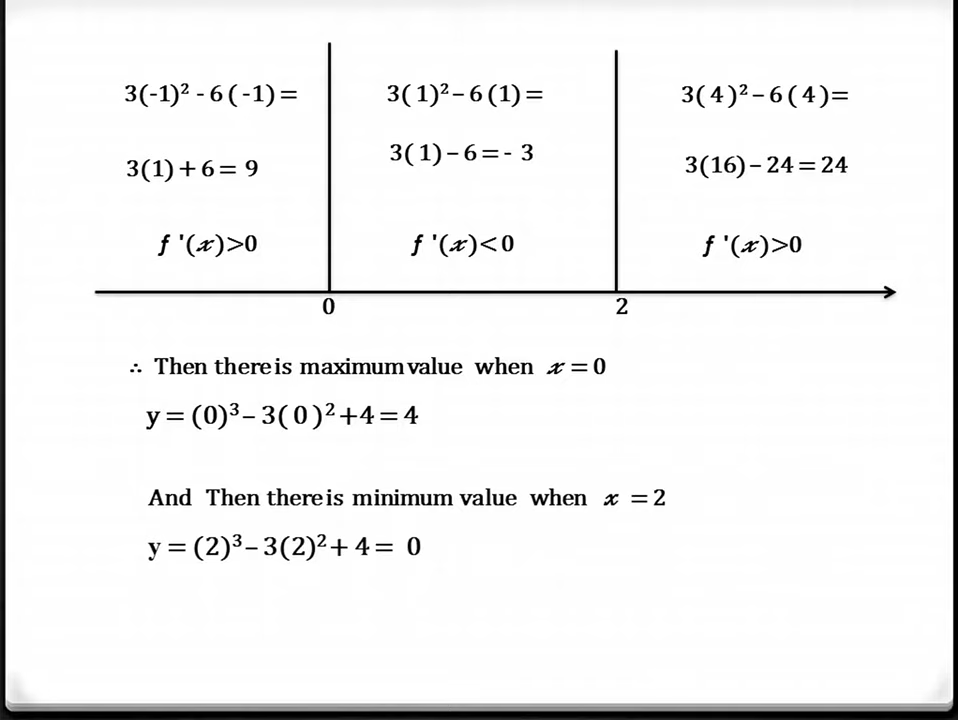 3(-1)² - 6 ( -1) =
3(1) + 6 = 9
f '(x)>0
3( 1)² – 6 (1) =
3( 1) – 6 = - 3
f '(x)<0
3( 4 )² – 6 ( 4 )=
3(16) – 24 = 24
f '(x)>0
0 2
∴ Then there is maximum value when x = 0
y = (0)³ – 3( 0 )² +4 = 4
And Then there is minimum value when x = 2
y = (2)³ – 3(2)² + 4 = 0